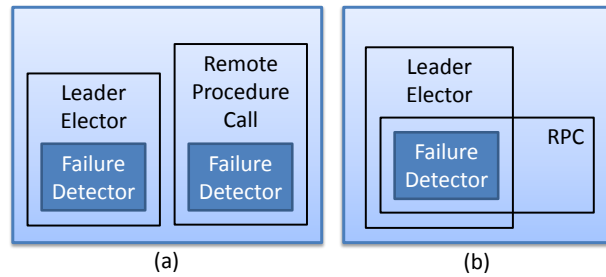 Leader
Elector
Failure
Detector
Remote
Procedure
Call
Failure
Detector
(a)
Leader
Elector
RPC
Failure
Detector
(b)